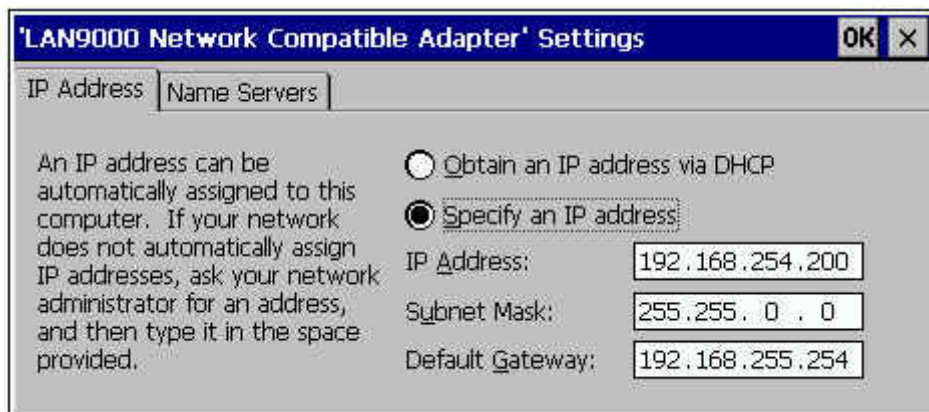 'LAN9000 Network Compatible Adapter' Settings OK ×
IP Address Name Servers
An IP address can be
automatically assigned to this
computer. If your network
does not automatically assign
IP addresses, ask your network
administrator for an address,
and then type it in the space
provided.
Obtain an IP address via DHCP
Specify an IP address
IP Address: 192.168.254.200
Subnet Mask: 255.255. 0 . 0
Default Gateway: 192.168.255.254